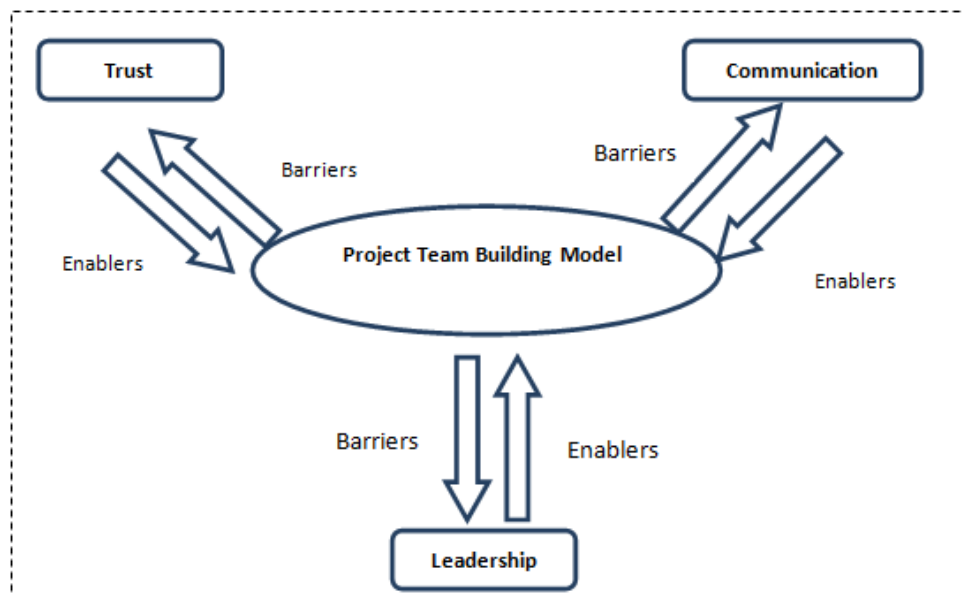 Trust
Communication
Barriers
Barriers
Enablers
Project Team Building Model
Enablers
Barriers
Enablers
Leadership